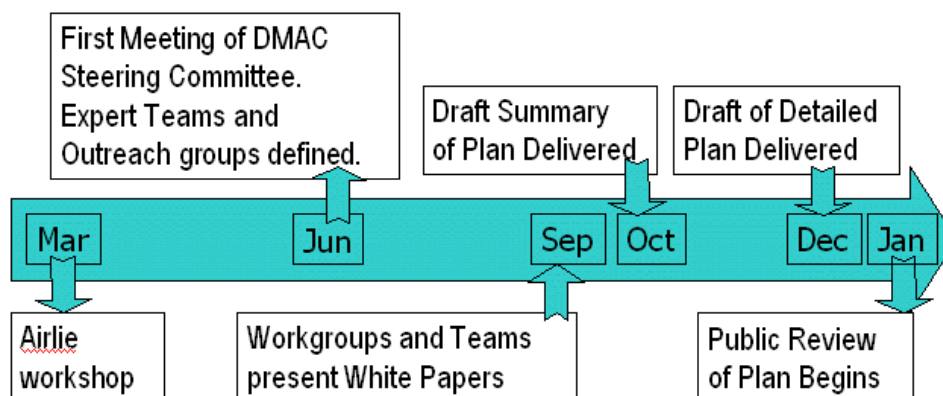 First Meeting of DMAC
Steering Committee.
Expert Teams and
Outreach groups defined.
Draft Summary
of Plan Delivered
Draft of Detailed
Plan Delivered
Mar
Jun
Sep
Oct
Dec
Jan
Airlie
workshop
Workgroups and Teams
present White Papers
Public Review
of Plan Begins